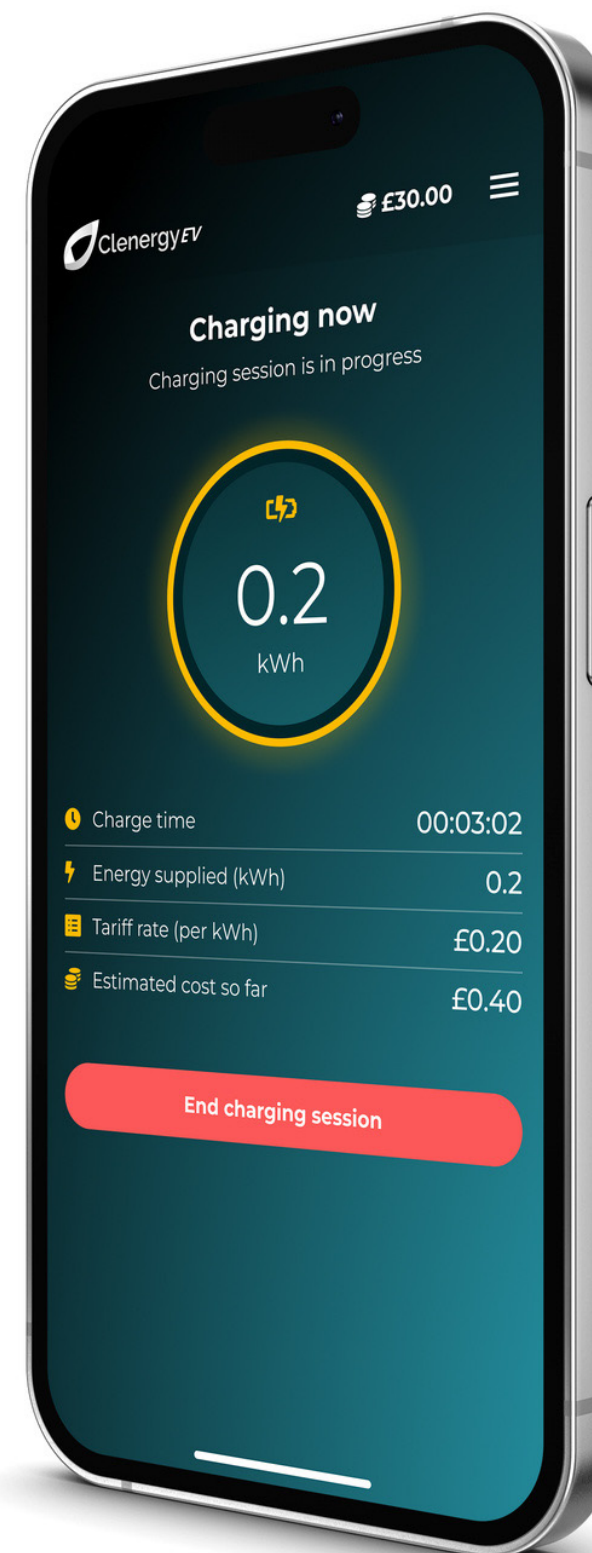 £30.00
ClenergyEV
Charging now
Charging session is in progress
0.2
kWh
Charge time 00:03:02
Energy supplied (kWh) 0.2
Tariff rate (per kWh) £0.20
Estimated cost so far £0.40
End charging session